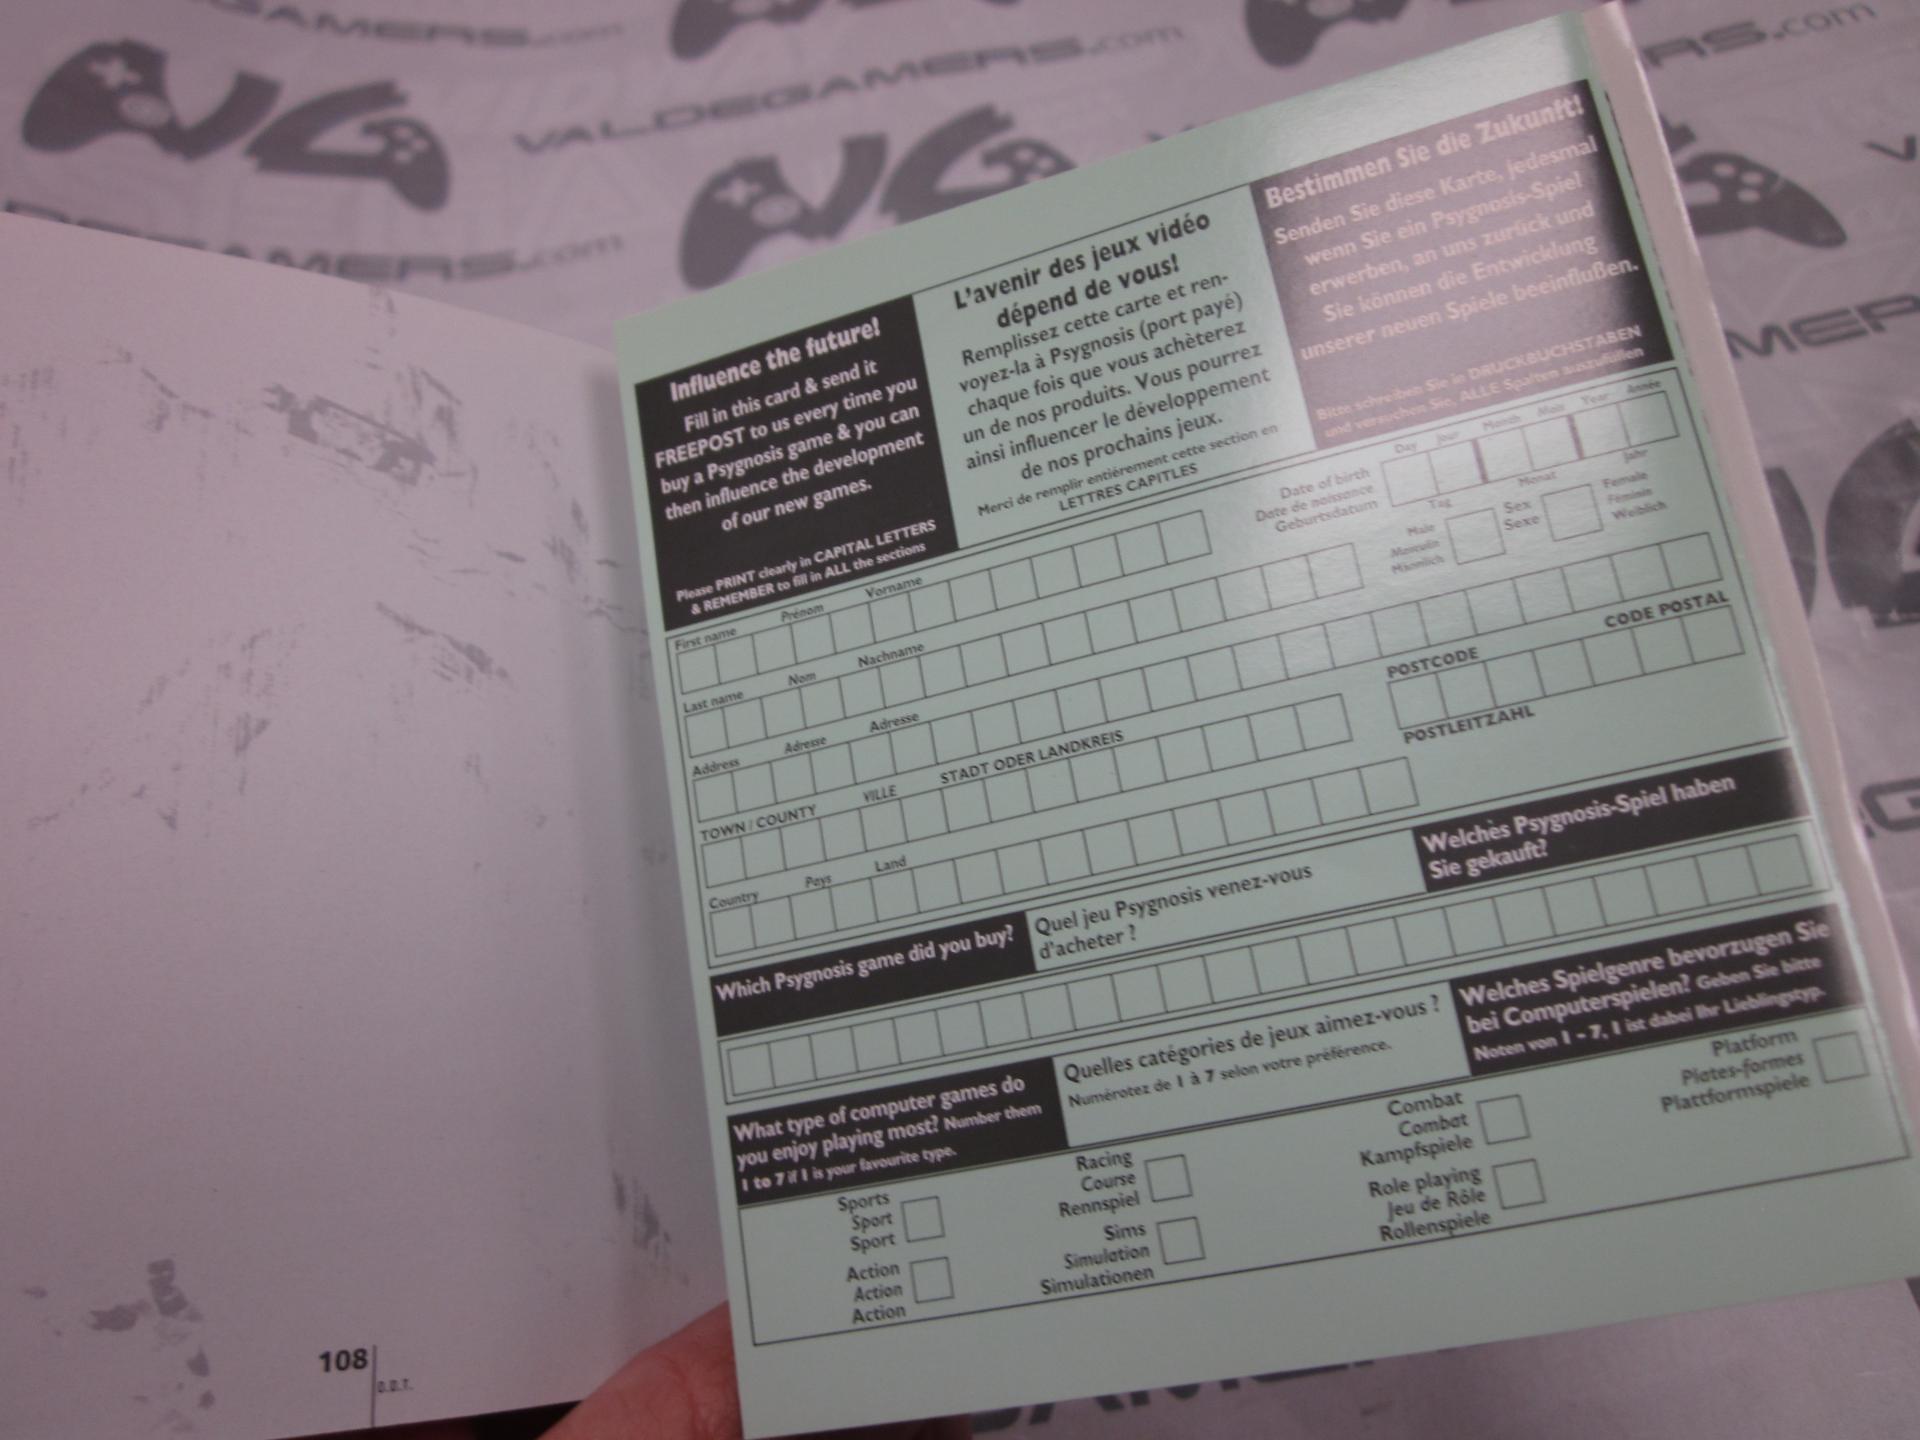 VALDEGAMERS.com
108
D.D.T.
Influence the future!
Fill in this card & send it
FREEPOST to us every time you
buy a Psygnosis game & you can
then influence the development
of our new games.
Please PRINT clearly in CAPITAL LETTERS
& REMEMBER to fill in ALL the sections
L'avenir des jeux vidéo
dépend de vous!
Remplissez cette carte et ren-
voyez-la à Psygnosis (port payé)
chaque fois que vous achèterez
un de nos produits. Vous pourrez
ainsi influencer le développement
de nos prochains jeux.
Merci de remplir entiérement cette section en
LETTRES CAPITLES
Bestimmen Sie die Zukunft!
Senden Sie diese Karte, jedesmal
wenn Sie ein Psygnosis-Spiel
erwerben, an uns zurück und
Sie können die Entwicklung
unserer neuen Spiele beeinflußen.
Bitte schreiben Sie in DRUCKBUCHSTABEN
und versuchen Sie, ALLE Spalten auszufüllen
First name Prénom Vorname
Date of birth
Date de naissance
Geburtsdatum
Day Jour Month Mois Year Année
Tag Monat Jahr
Last name Nom Nachname
Male
Masculin
Männlich
Sex
Sexe
Female
Féminin
Weiblich
Address Adresse Adresse
TOWN / COUNTY VILLE STADT ODER LANDKREIS
POSTCODE CODE POSTAL
POSTLEITZAHL
Country Pays Land
Which Psygnosis game did you buy?
Quel jeu Psygnosis venez-vous
d'acheter ?
Welches Psygnosis-Spiel haben
Sie gekauft?
What type of computer games do
you enjoy playing most? Number them
1 to 7 if 1 is your favourite type.
Quelles catégories de jeux aimez-vous ?
Numérotez de 1 à 7 selon votre préférence.
Welches Spielgenre bevorzugen Sie
bei Computerspielen? Geben Sie bitte
Noten von 1 - 7, 1 ist dabei Ihr Lieblingstyp.
Sports
Sport
Sport
Action
Action
Action
Racing
Course
Rennspiel
Sims
Simulation
Simulationen
Combat
Combat
Kampfspiele
Role playing
Jeu de Rôle
Rollenspiele
Platform
Plates-formes
Plattformspiele